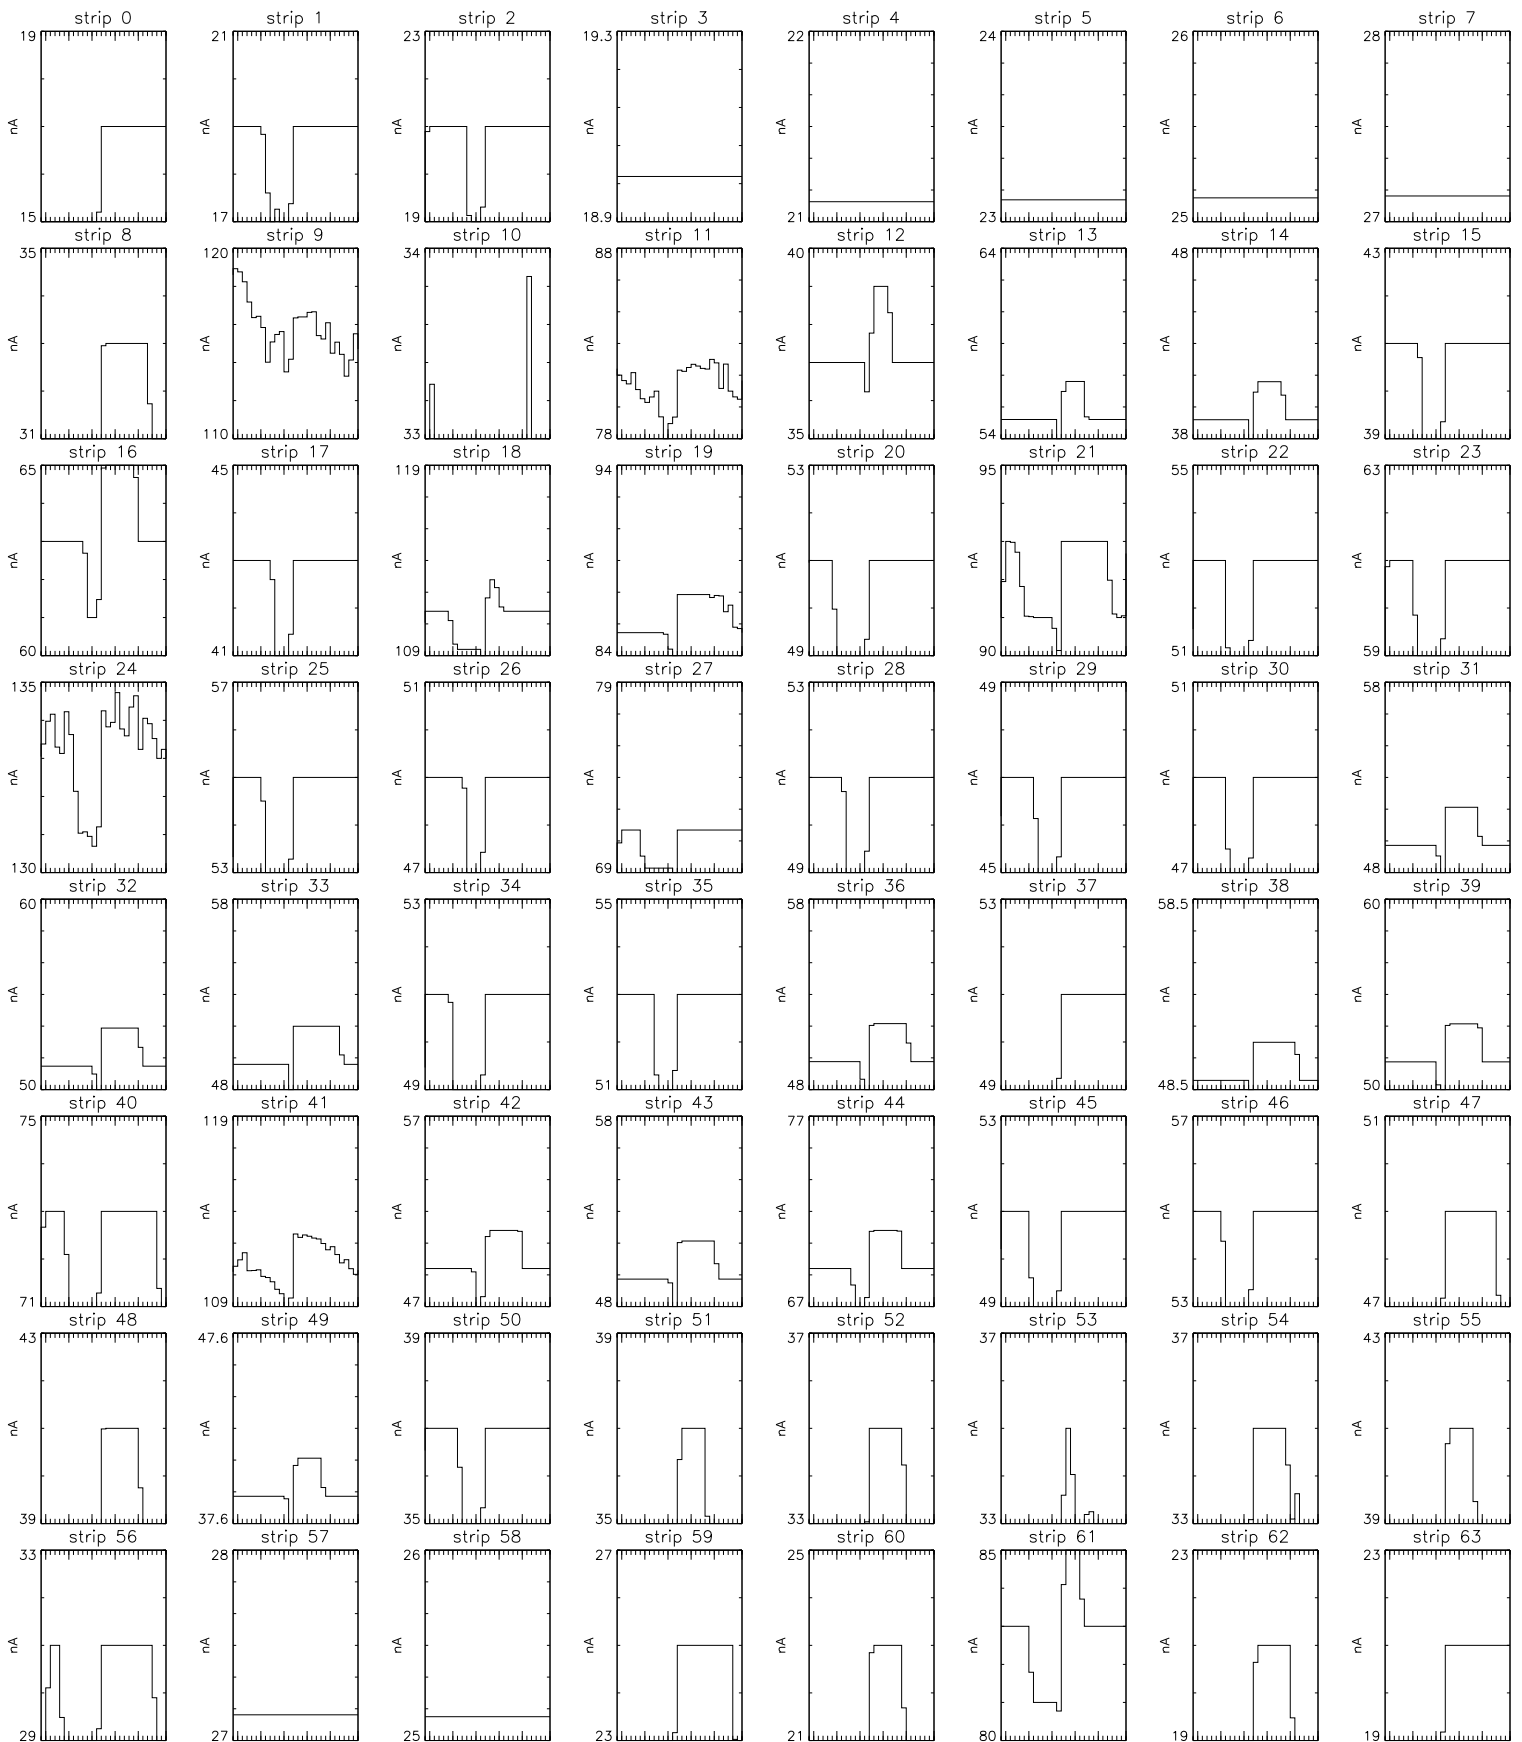 strip 0 strip 1 strip 2 strip 3 strip 4 strip 5 strip 6 strip 7
19 21 23 19.3 22 24 26 28
nA nA nA nA nA nA nA nA
15 17 19 18.9 21 23 25 27
strip 8 strip 9 strip 10 strip 11 strip 12 strip 13 strip 14 strip 15
35 120 34 88 40 64 48 43
nA nA nA nA nA nA nA nA
31 110 33 78 35 54 38 39
strip 16 strip 17 strip 18 strip 19 strip 20 strip 21 strip 22 strip 23
65 45 119 94 53 95 55 63
nA nA nA nA nA nA nA nA
60 41 109 84 49 90 51 59
strip 24 strip 25 strip 26 strip 27 strip 28 strip 29 strip 30 strip 31
135 57 51 79 53 49 51 58
nA nA nA nA nA nA nA nA
130 53 47 69 49 45 47 48
strip 32 strip 33 strip 34 strip 35 strip 36 strip 37 strip 38 strip 39
60 58 53 55 58 53 58.5 60
nA nA nA nA nA nA nA nA
50 48 49 51 48 49 48.5 50
strip 40 strip 41 strip 42 strip 43 strip 44 strip 45 strip 46 strip 47
75 119 57 58 77 53 57 51
nA nA nA nA nA nA nA nA
71 109 47 48 67 49 53 47
strip 48 strip 49 strip 50 strip 51 strip 52 strip 53 strip 54 strip 55
43 47.6 39 39 37 37 37 43
nA nA nA nA nA nA nA nA
39 37.6 35 35 33 33 33 39
strip 56 strip 57 strip 58 strip 59 strip 60 strip 61 strip 62 strip 63
33 28 26 27 25 85 23 23
nA nA nA nA nA nA nA nA
29 27 25 23 21 80 19 19